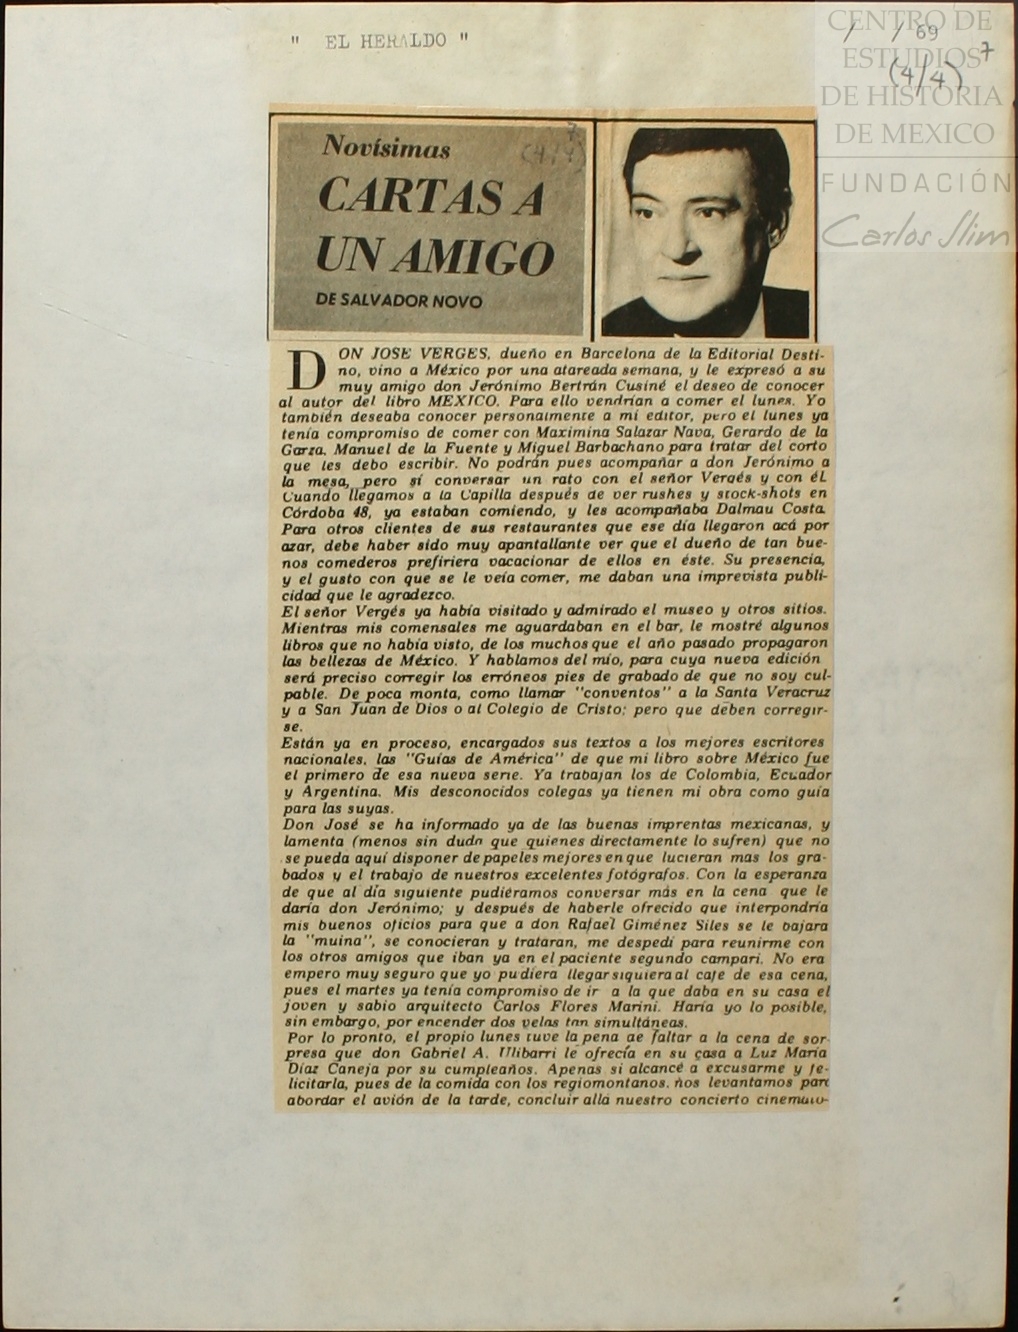 " EL HERALDO "
/ / 69
7
(4/4)
CENTRO DE
ESTUDIOS
DE HISTORIA
DE MEXICO
FUNDACIÓN
Carlos Slim
7
(4/4)
Novísimas
CARTAS A
UN AMIGO
DE SALVADOR NOVO
DON JOSE VERGES, dueño en Barcelona de la Editorial Desti-
no, vino a México por una atareada semana, y le expresó a su
muy amigo don Jerónimo Bertrán Cusiné el deseo de conocer
al autor del libro MEXICO. Para ello vendrían a comer el lunes. Yo
también deseaba conocer personalmente a mi editor, pero el lunes ya
tenía compromiso de comer con Maximina Salazar Nava, Gerardo de la
Garza, Manuel de la Fuente y Miguel Barbachano para tratar del corto
que les debo escribir. No podrán pues acompañar a don Jerónimo a
la mesa, pero sí conversar un rato con el señor Vergés y con él.
Cuando llegamos a la Capilla después de ver rushes y stock-shots en
Córdoba 48, ya estaban comiendo, y les acompañaba Dalmau Costa.
Para otros clientes de sus restaurantes que ese día llegaron acá por
azar, debe haber sido muy apantallante ver que el dueño de tan bue-
nos comederos prefiriera vacacionar de ellos en éste. Su presencia,
y el gusto con que se le veía comer, me daban una imprevista publi-
cidad que le agradezco.
El señor Vergés ya había visitado y admirado el museo y otros sitios.
Mientras mis comensales me aguardaban en el bar, le mostré algunos
libros que no había visto, de los muchos que el año pasado propagaron
las bellezas de México. Y hablamos del mío, para cuya nueva edición
será preciso corregir los erróneos pies de grabado de que no soy cul-
pable. De poca monta, como llamar "conventos" a la Santa Veracruz
y a San Juan de Dios o al Colegio de Cristo; pero que deben corregir-
se.
Están ya en proceso, encargados sus textos a los mejores escritores
nacionales, las "Guías de América" de que mi libro sobre México fue
el primero de esa nueva serie. Ya trabajan los de Colombia, Ecuador
y Argentina. Mis desconocidos colegas ya tienen mi obra como guía
para las suyas.
Don José se ha informado ya de las buenas imprentas mexicanas, y
lamenta (menos sin duda que quienes directamente lo sufren) que no
se pueda aquí disponer de papeles mejores en que lucieran mas los gra-
bados y el trabajo de nuestros excelentes fotógrafos. Con la esperanza
de que al día siguiente pudiéramos conversar más en la cena que le
daría don Jerónimo; y después de haberle ofrecido que interpondría
mis buenos oficios para que a don Rafael Giménez Siles se le bajara
la "muina", se conocieran y trataran, me despedí para reunirme con
los otros amigos que iban ya en el paciente segundo campari. No era
empero muy seguro que yo pudiera llegar siquiera al café de esa cena,
pues el martes ya tenía compromiso de ir a la que daba en su casa el
joven y sabio arquitecto Carlos Flores Marini. Haría yo lo posible,
sin embargo, por encender dos velas tan simultáneas.
Por lo pronto, el propio lunes tuve la pena de faltar a la cena de sor-
presa que don Gabriel A. Ulibarri le ofrecía en su casa a Luz María
Díaz Caneja por su cumpleaños. Apenas si alcancé a excusarme y fe-
licitarla, pues de la comida con los regiomontanos, nos levantamos para
abordar el avión de la tarde, concluir allá nuestro concierto cinemato-